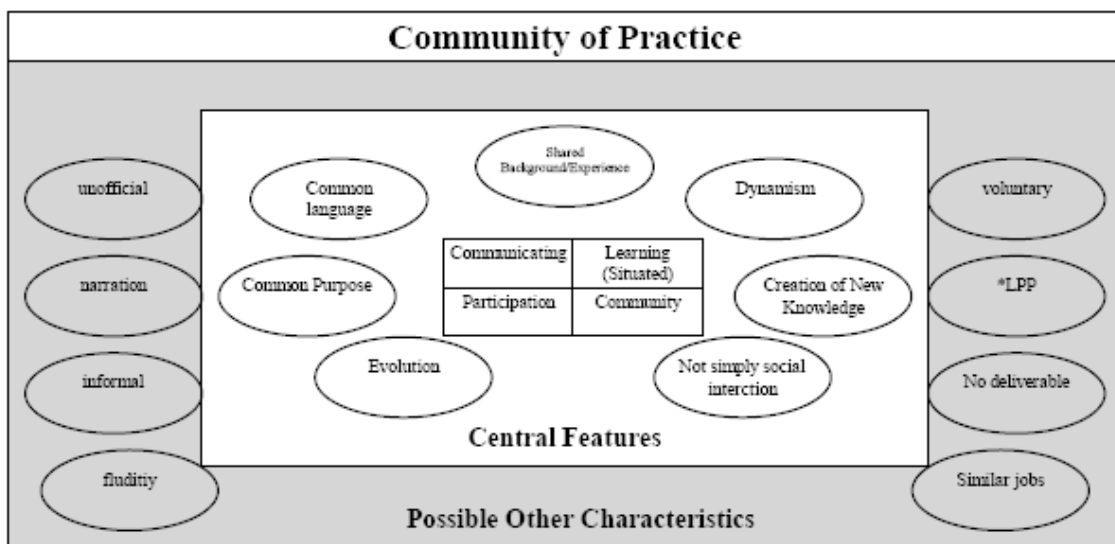 Community of Practice
Shared
Background/Experience
unofficial
Common
language
Dynamism
voluntary
Communicating
Learning
(Situated)
narration
Common Purpose
Participation
Community
Creation of New
Knowledge
*LPP
informal
Evolution
Not simply social
interction
No deliverable
Central Features
fluditiy
Similar jobs
Possible Other Characteristics